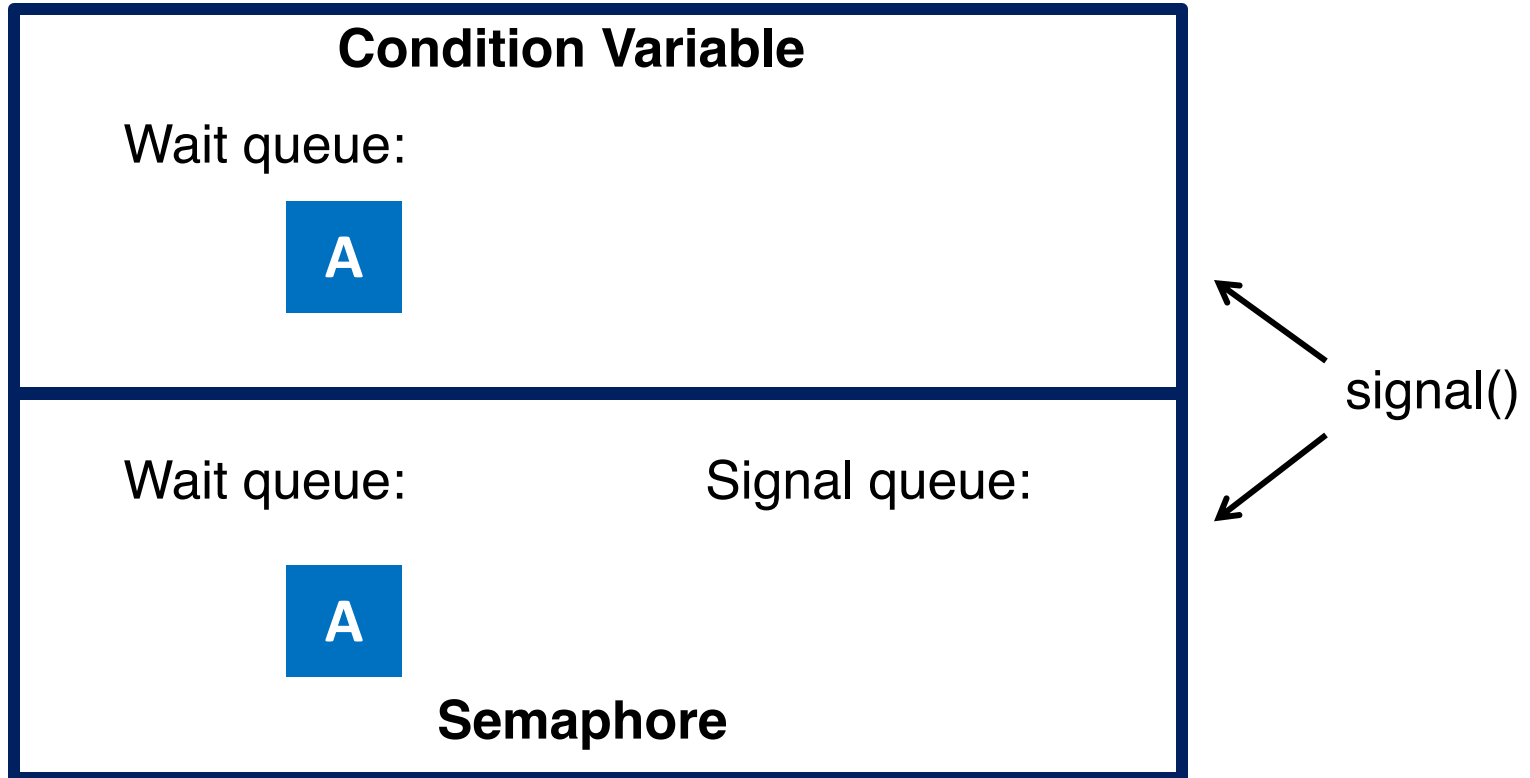 Condition Variable
Wait queue:
A
signal()
Wait queue: Signal queue:
A
Semaphore